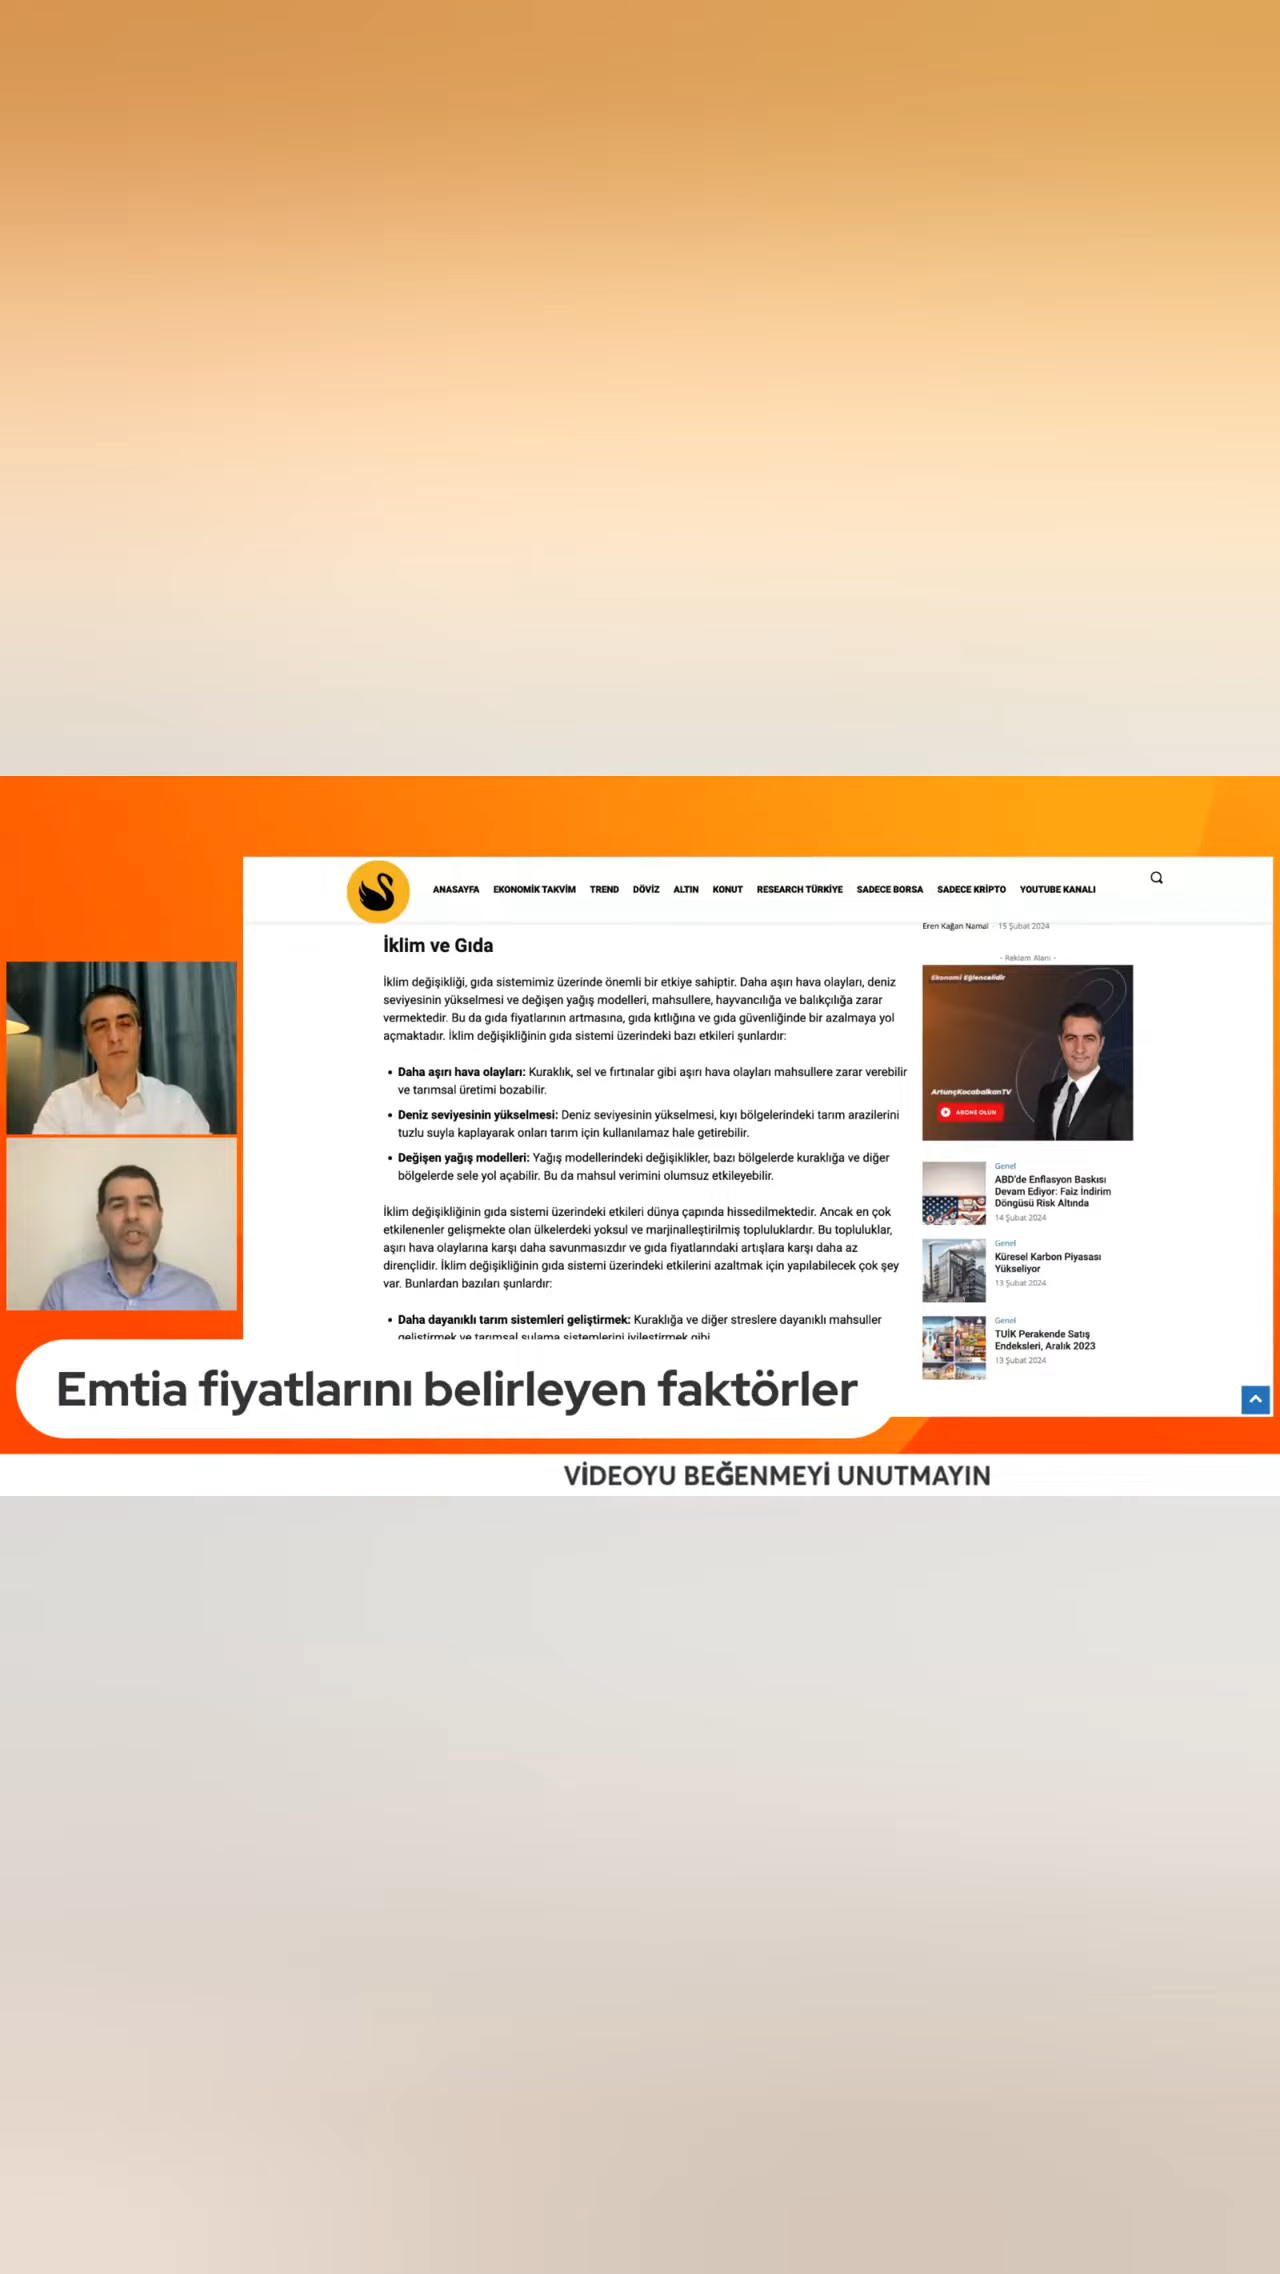 ANASAYFA EKONOMİK TAKVİM TREND DÖVİZ ALTIN KONUT RESEARCH TÜRKİYE SADECE BORSA SADECE KRİPTO YOUTUBE KANALI
İklim ve Gıda
İklim değişikliği, gıda sistemimiz üzerinde önemli bir etkiye sahiptir. Daha aşırı hava olayları, deniz
seviyesinin yükselmesi ve değişen yağış modelleri, mahsullere, hayvancılığa ve balıkçılığa zarar
vermektedir. Bu da gıda fiyatlarının artmasına, gıda kıtlığına ve gıda güvenliğinde bir azalmaya yol
açmaktadır. İklim değişikliğinin gıda sistemi üzerindeki bazı etkileri şunlardır:
• Daha aşırı hava olayları: Kuraklık, sel ve fırtınalar gibi aşırı hava olayları mahsullere zarar verebilir
ve tarımsal üretimi bozabilir.
• Deniz seviyesinin yükselmesi: Deniz seviyesinin yükselmesi, kıyı bölgelerindeki tarım arazilerini
tuzlu suyla kaplayarak onları tarım için kullanılamaz hale getirebilir.
• Değişen yağış modelleri: Yağış modellerindeki değişiklikler, bazı bölgelerde kuraklığa ve diğer
bölgelerde sele yol açabilir. Bu da mahsul verimini olumsuz etkileyebilir.
İklim değişikliğinin gıda sistemi üzerindeki etkileri dünya çapında hissedilmektedir. Ancak en çok
etkilenenler gelişmekte olan ülkelerdeki yoksul ve marjinalleştirilmiş topluluklardır. Bu topluluklar,
aşırı hava olaylarına karşı daha savunmasızdır ve gıda fiyatlarındaki artışlara karşı daha az
dirençlidir. İklim değişikliğinin gıda sistemi üzerindeki etkilerini azaltmak için yapılabilecek çok şey
var. Bunlardan bazıları şunlardır:
• Daha dayanıklı tarım sistemleri geliştirmek: Kuraklığa ve diğer streslere dayanıklı mahsuller
geliştirmek ve tarımsal sulama sistemlerini iyileştirmek gibi
Eren Kağan Namal - 15 Şubat 2024
- Reklam Alanı -
Ekonomi Eğlencelidir
ArtunçKocabalkanTV
ABONE OLUN
Genel
ABD'de Enflasyon Baskısı
Devam Ediyor: Faiz İndirim
Döngüsü Risk Altında
14 Şubat 2024
Genel
Küresel Karbon Piyasası
Yükseliyor
13 Şubat 2024
Genel
TUİK Perakende Satış
Endeksleri, Aralık 2023
13 Şubat 2024
Emtia fiyatlarını belirleyen faktörler
VİDEOYU BEĞENMEYİ UNUTMAYIN